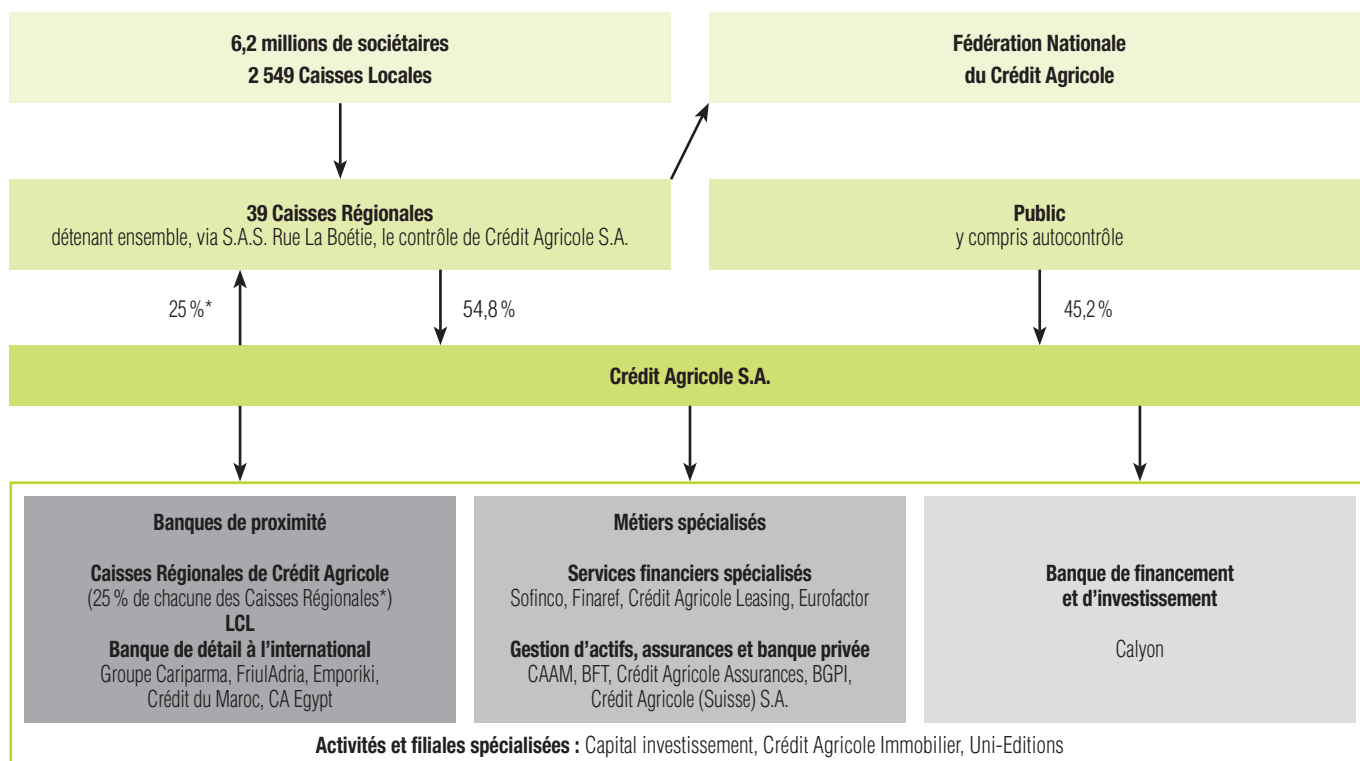 6,2 millions de sociétaires
2 549 Caisses Locales
Fédération Nationale
du Crédit Agricole
39 Caisses Régionales
détenant ensemble, via S.A.S. Rue La Boétie, le contrôle de Crédit Agricole S.A.
Public
y compris autocontrôle
25 %*
54,8 %
45,2 %
Crédit Agricole S.A.
Banques de proximité
Caisses Régionales de Crédit Agricole
(25 % de chacune des Caisses Régionales*)
LCL
Banque de détail à l'international
Groupe Cariparma, FriulAdria, Emporiki,
Crédit du Maroc, CA Egypt
Métiers spécialisés
Services financiers spécialisés
Sofinco, Finaref, Crédit Agricole Leasing, Eurofactor
Gestion d'actifs, assurances et banque privée
CAAM, BFT, Crédit Agricole Assurances, BGPI,
Crédit Agricole (Suisse) S.A.
Banque de financement
et d'investissement
Calyon
Activités et filiales spécialisées : Capital investissement, Crédit Agricole Immobilier, Uni-Editions